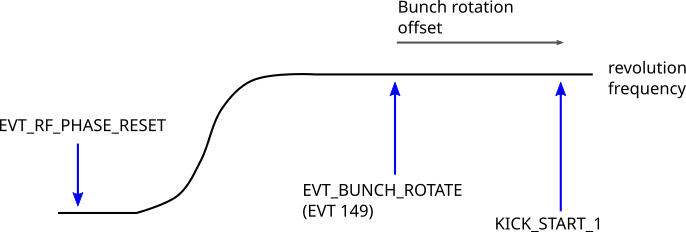 Bunch rotation
offset
revolution
frequency
EVT_RF_PHASE_RESET
EVT_BUNCH_ROTATE
(EVT 149)
KICK_START_1